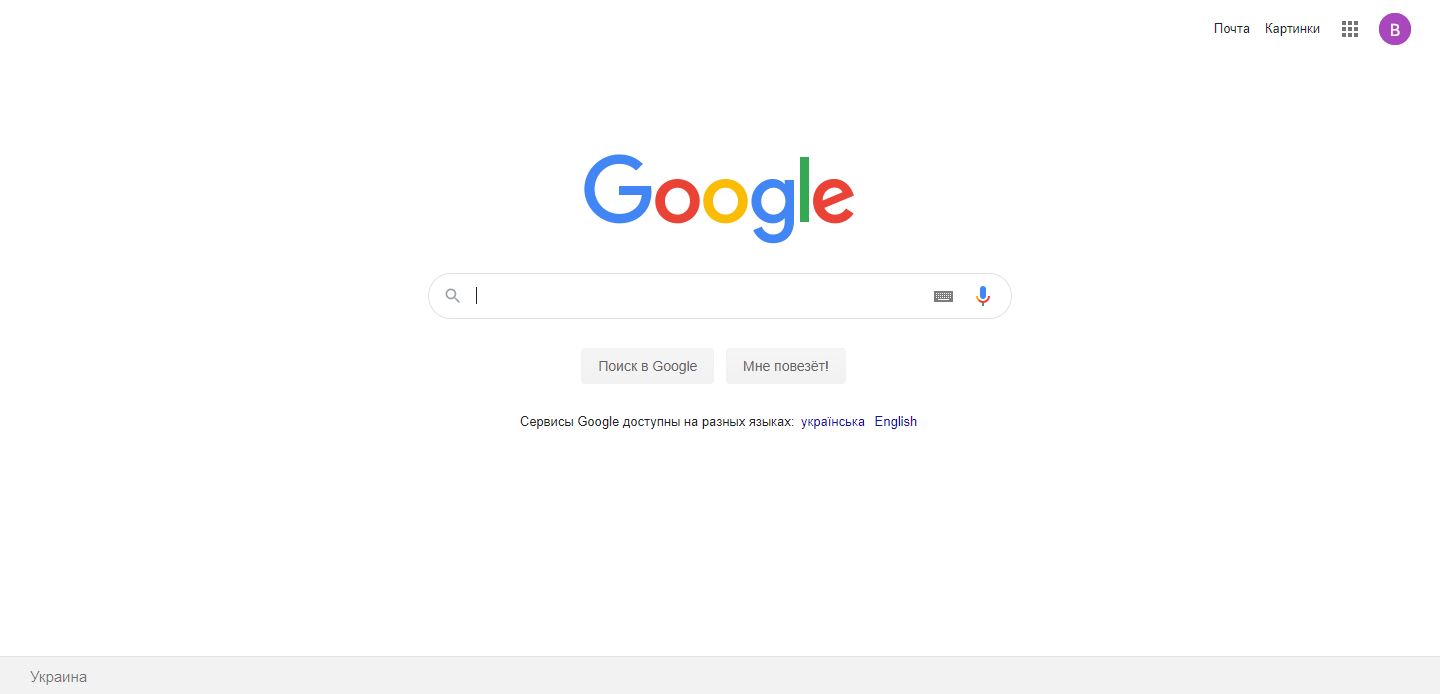 Почта Картинки B
Google
Поиск в Google Мне повезёт!
Сервисы Google доступны на разных языках: українська English
Украина